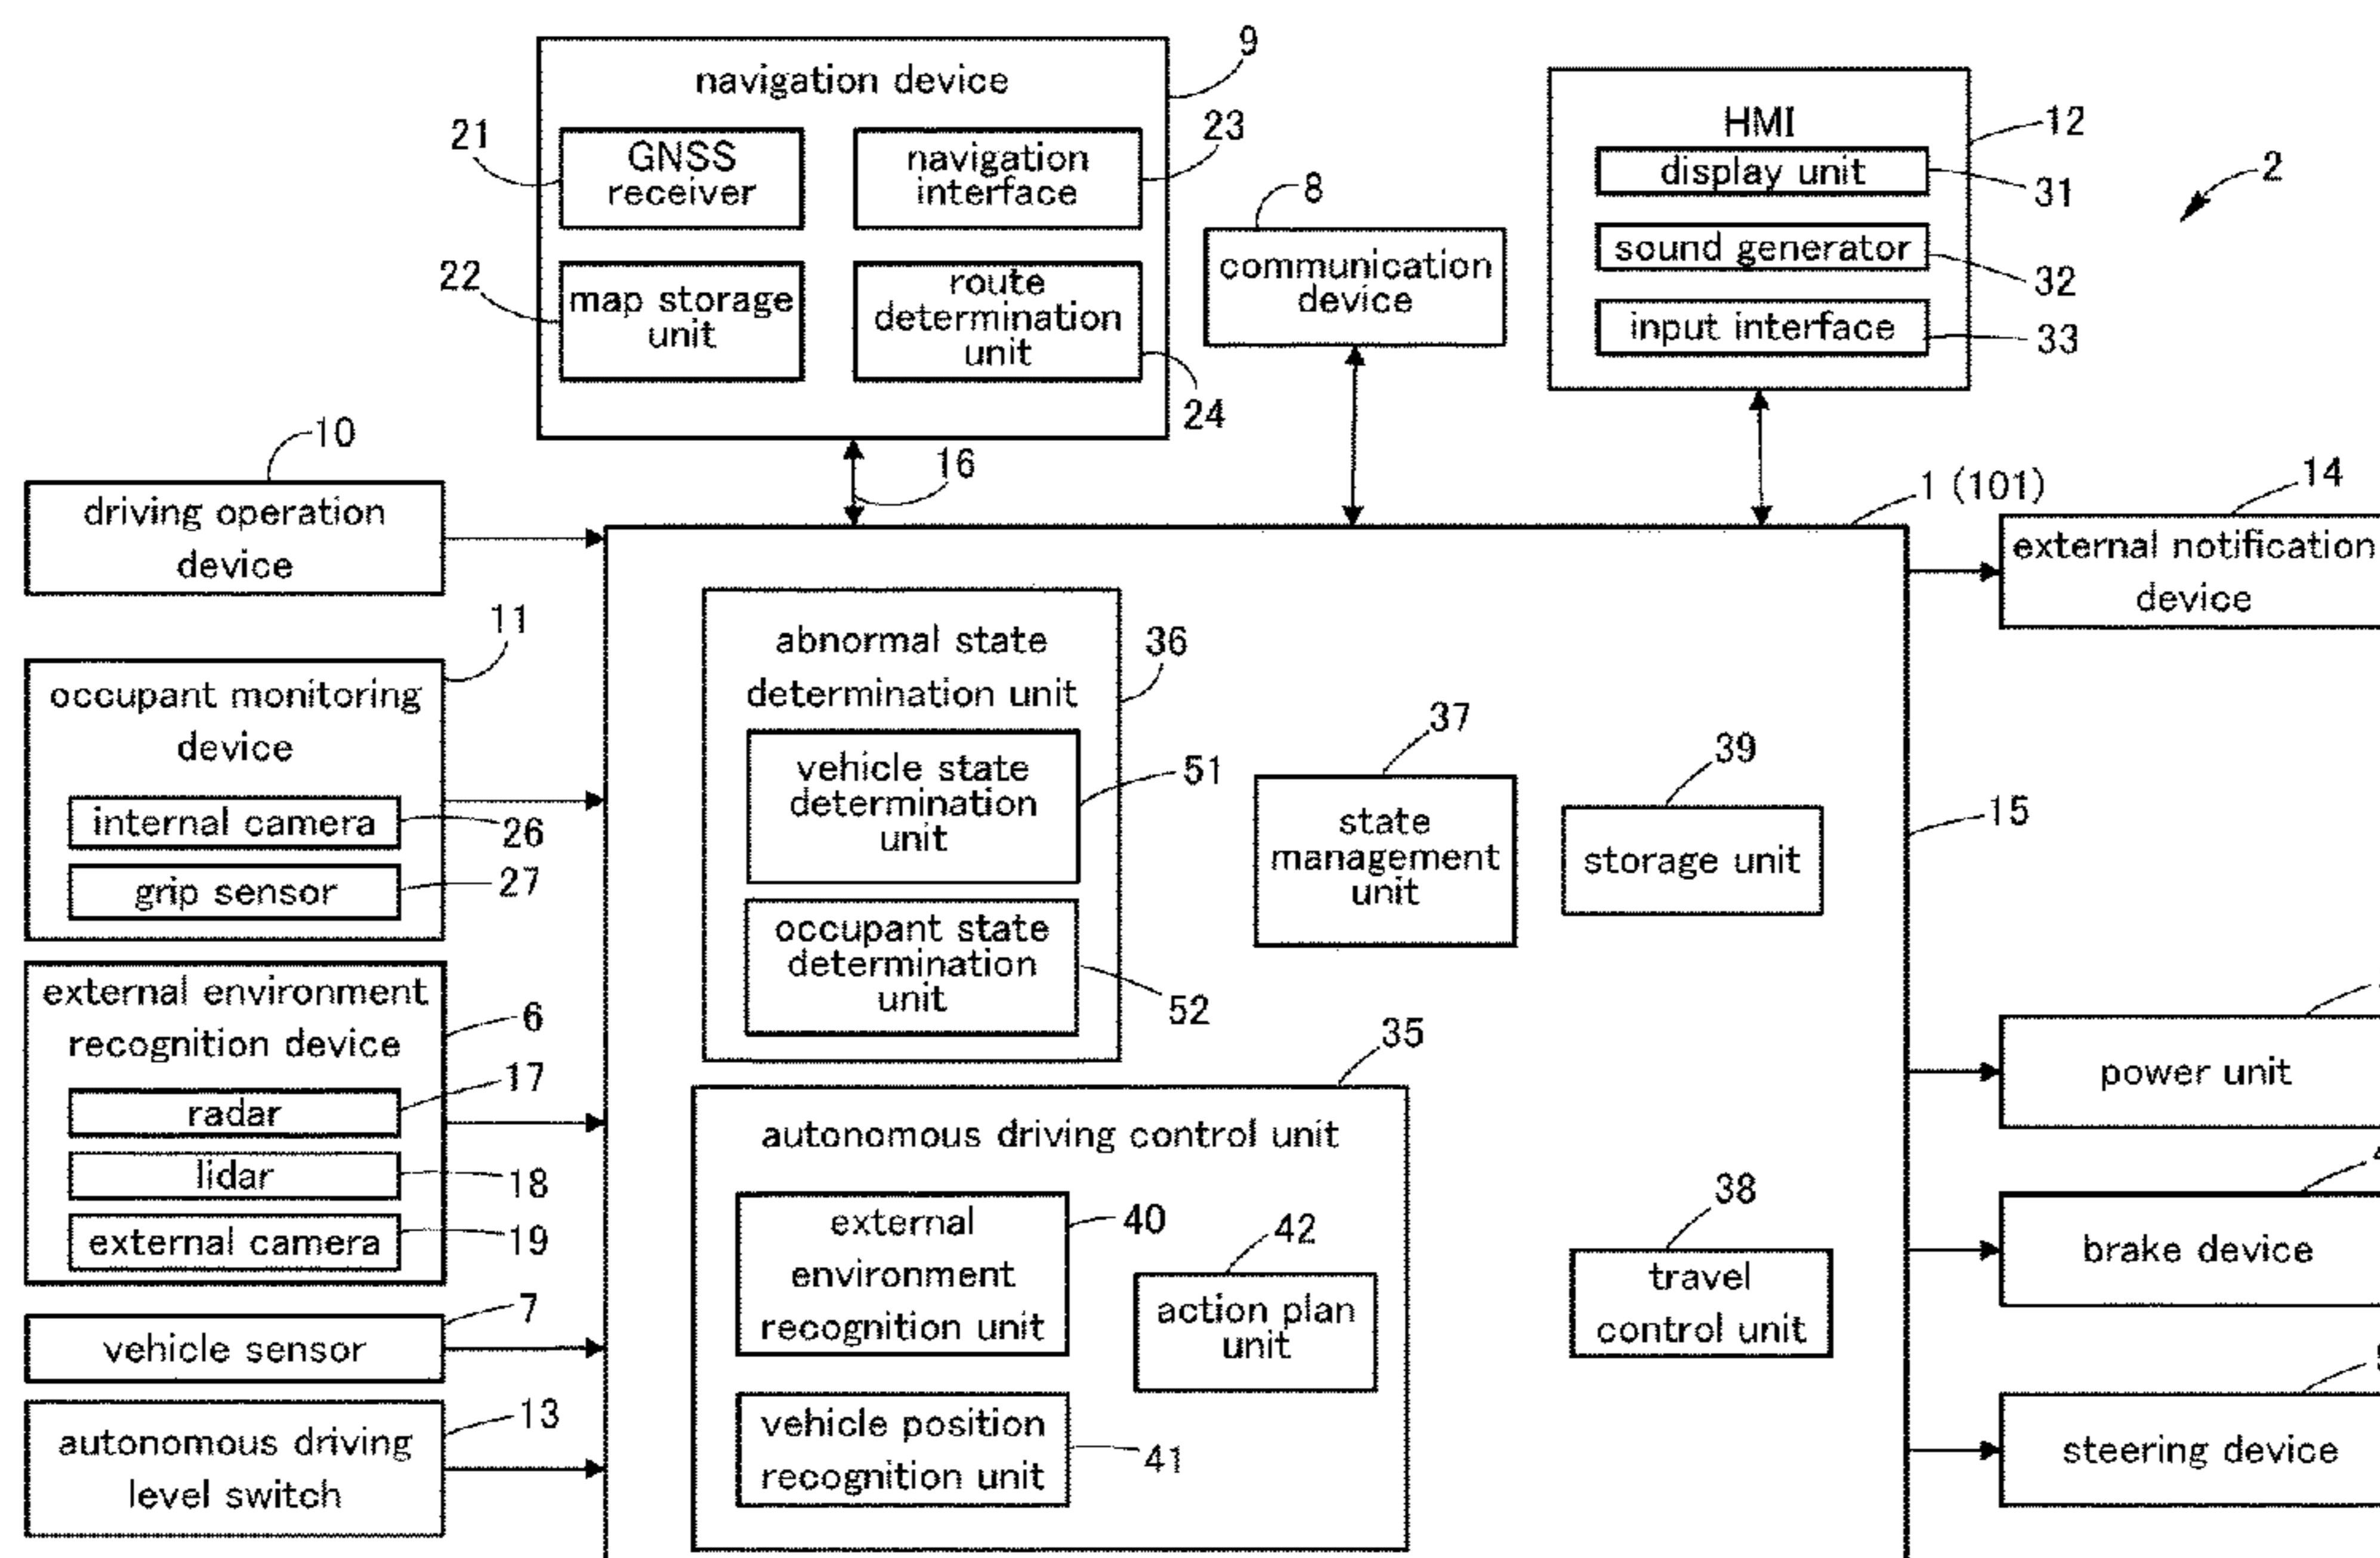 9
navigation device
21
GNSS
receiver
navigation
interface
23
22
map storage
unit
route
determination
unit
24
8
communication
device
HMI
12
display unit
31
sound generator
32
input interface
33
2
16
1 (101)
10
driving operation
device
11
occupant monitoring
device
internal camera
26
grip sensor
27
external environment
recognition device
6
radar
17
lidar
18
external camera
19
7
vehicle sensor
13
autonomous driving
level switch
abnormal state
determination unit
36
vehicle state
determination
unit
51
occupant state
determination
unit
52
37
state
management
unit
39
storage unit
15
35
autonomous driving control unit
external
environment
recognition unit
40
42
action plan
unit
vehicle position
recognition unit
41
38
travel
control unit
14
external notification
device
power unit
brake device
steering device